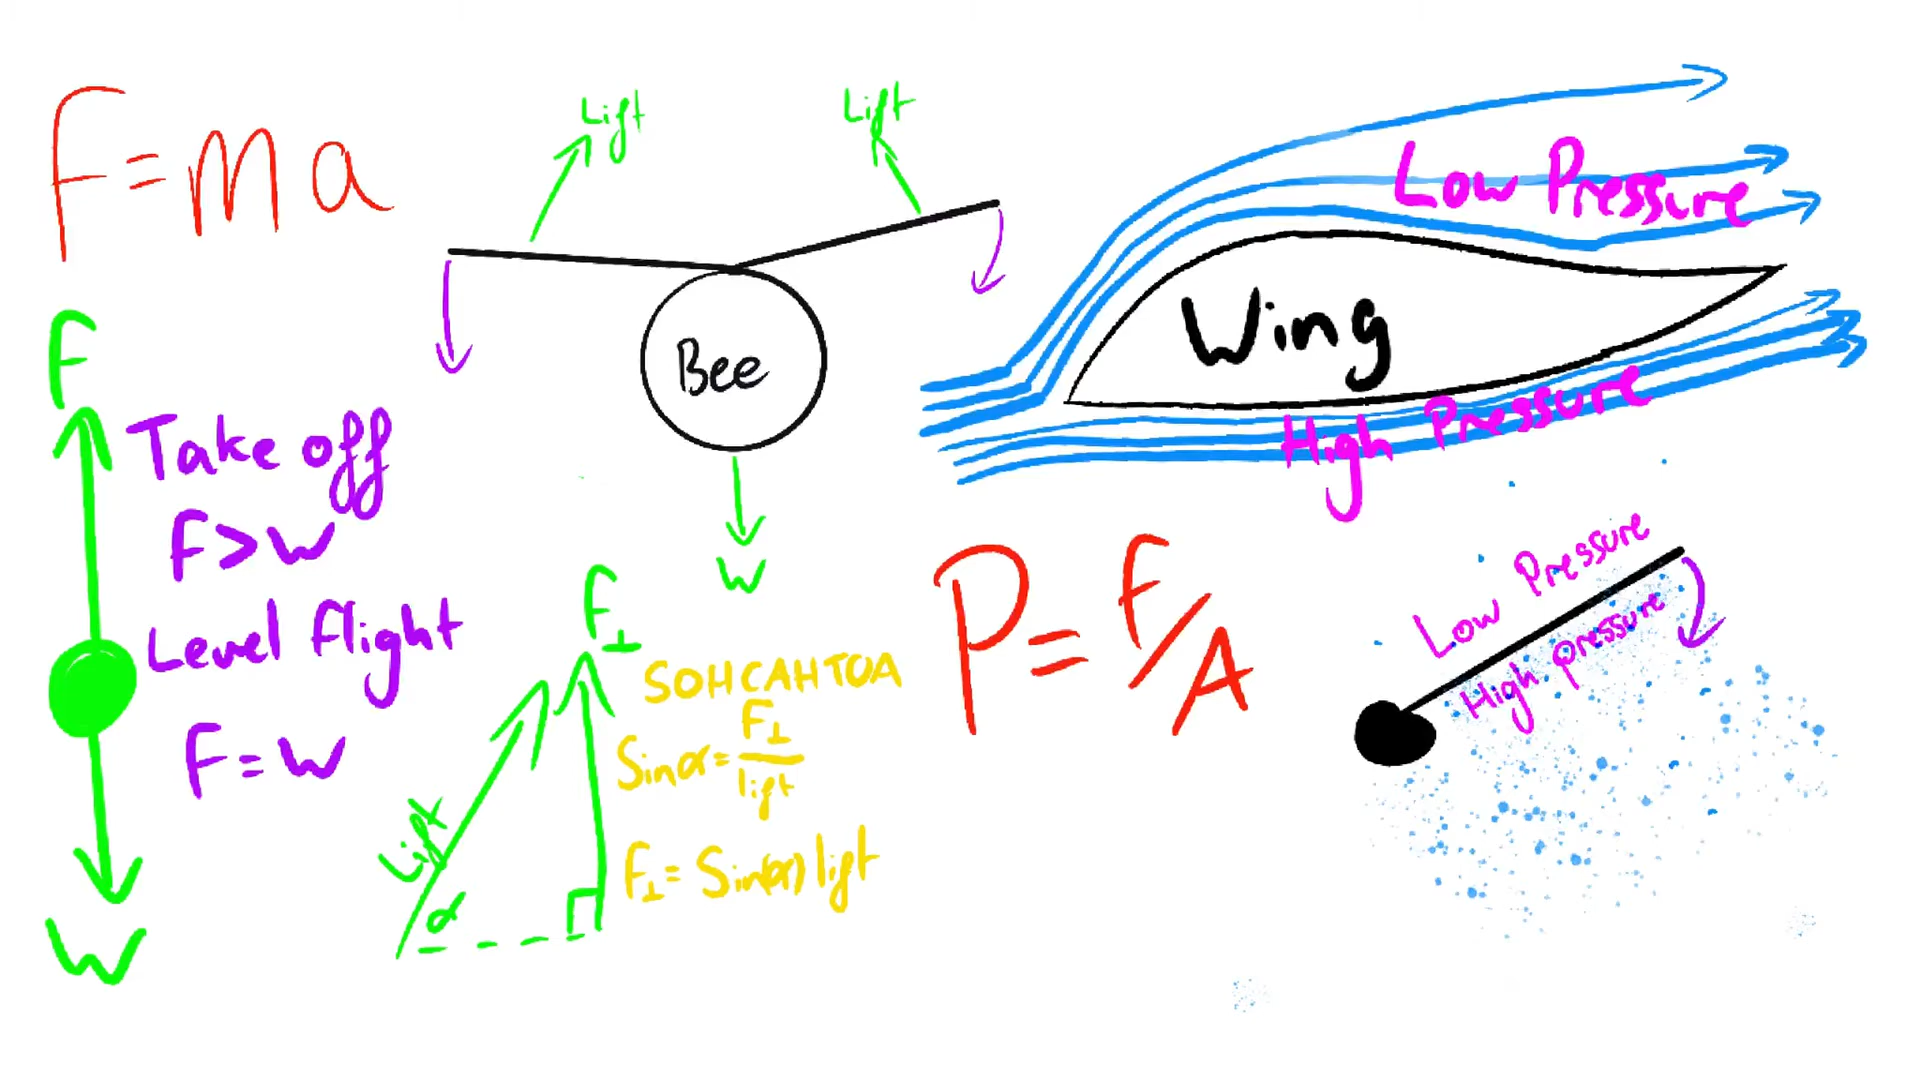 F=ma
F
Take off
F>W
Level flight
F=W
W
Lift
Lift
Bee
W
F⊥
Lift
α
SOHCAHTOA
Sinα=F⊥/lift
F⊥=Sin(α)lift
Low Pressure
Wing
High Pressure
P=F/A
Low Pressure
High pressure